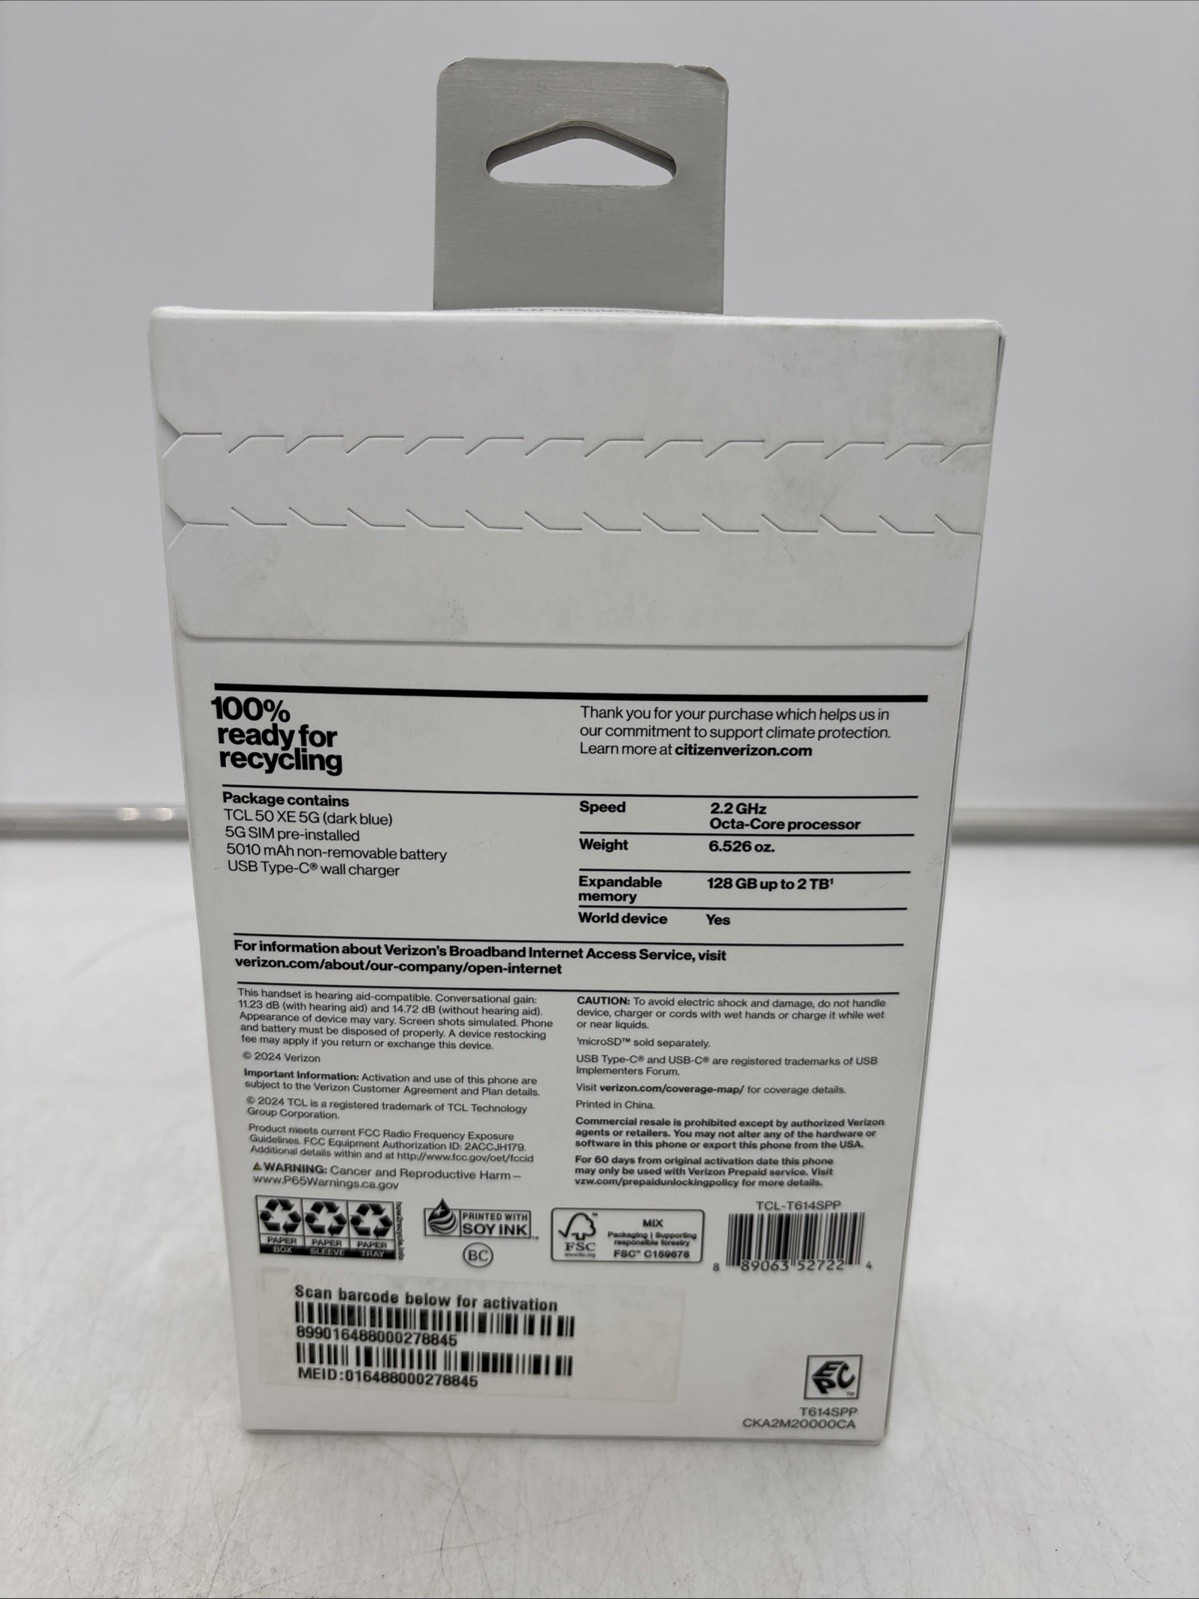 100%
ready for
recycling
Thank you for your purchase which helps us in
our commitment to support climate protection.
Learn more at citizenverizon.com
Package contains
TCL 50 XE 5G (dark blue)
5G SIM pre-installed
5010 mAh non-removable battery
USB Type-C® wall charger
Speed 2.2 GHz
Octa-Core processor
Weight 6.526 oz.
Expandable 128 GB up to 2 TB¹
memory
World device Yes
For information about Verizon's Broadband Internet Access Service, visit
verizon.com/about/our-company/open-internet
This handset is hearing aid-compatible. Conversational gain:
11.23 dB (with hearing aid) and 14.72 dB (without hearing aid).
Appearance of device may vary. Screen shots simulated. Phone
and battery must be disposed of properly. A device restocking
fee may apply if you return or exchange this device.
© 2024 Verizon
Important Information: Activation and use of this phone are
subject to the Verizon Customer Agreement and Plan details.
© 2024 TCL is a registered trademark of TCL Technology
Group Corporation.
Product meets current FCC Radio Frequency Exposure
Guidelines. FCC Equipment Authorization ID: 2ACCJH179.
Additional details within and at http://www.fcc.gov/oet/fccid
WARNING: Cancer and Reproductive Harm –
www.P65Warnings.ca.gov
CAUTION: To avoid electric shock and damage, do not handle
device, charger or cords with wet hands or charge it while wet
or near liquids.
¹microSD™ sold separately.
USB Type-C® and USB-C® are registered trademarks of USB
Implementers Forum.
Visit verizon.com/coverage-map/ for coverage details.
Printed in China.
Commercial resale is prohibited except by authorized Verizon
agents or retailers. You may not alter any of the hardware or
software in this phone or export this phone from the USA.
For 60 days from original activation date this phone
may only be used with Verizon Prepaid service. Visit
vzw.com/prepaidunlockingpolicy for more details.
PAPER PAPER PAPER
BOX SLEEVE TRAY
how2recycle.info
PRINTED WITH
SOY INK™
BC
FSC
www.fsc.org
MIX
Packaging | Supporting
responsible forestry
FSC™ C159678
TCL-T614SPP
8 89063 52722 4
Scan barcode below for activation
899016488000278845
MEID:016488000278845
EPC™
T614SPP
CKA2M20000CA